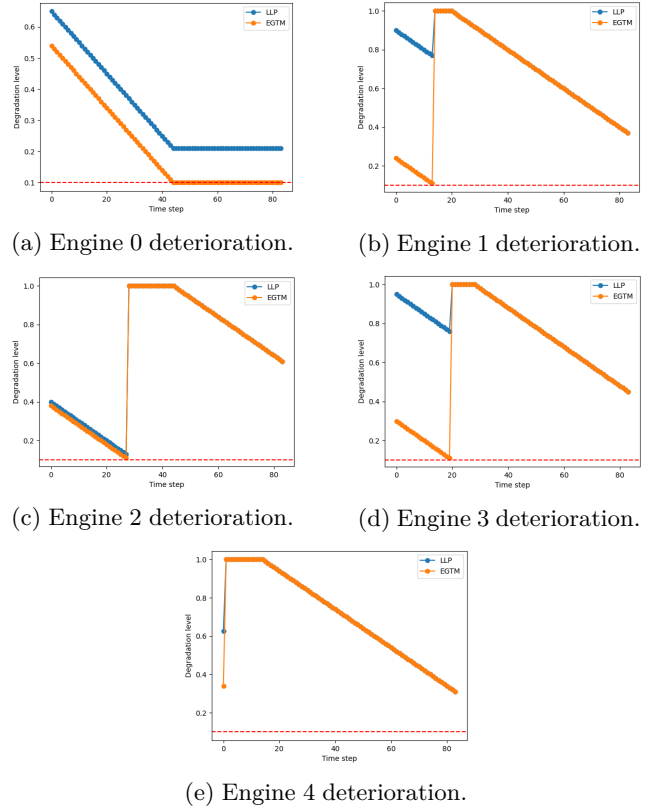 0.6
0.5
0.4
0.3
0.2
0.1
Degradation level
0 20 40 60 80
Time step
LLP
EGTM
(a) Engine 0 deterioration.
1.0
0.8
0.6
0.4
0.2
Degradation level
0 20 40 60 80
Time step
LLP
EGTM
(b) Engine 1 deterioration.
1.0
0.8
0.6
0.4
0.2
Degradation level
0 20 40 60 80
Time step
LLP
EGTM
(c) Engine 2 deterioration.
1.0
0.8
0.6
0.4
0.2
Degradation level
0 20 40 60 80
Time step
LLP
EGTM
(d) Engine 3 deterioration.
1.0
0.8
0.6
0.4
0.2
Degradation level
0 20 40 60 80
Time step
LLP
EGTM
(e) Engine 4 deterioration.